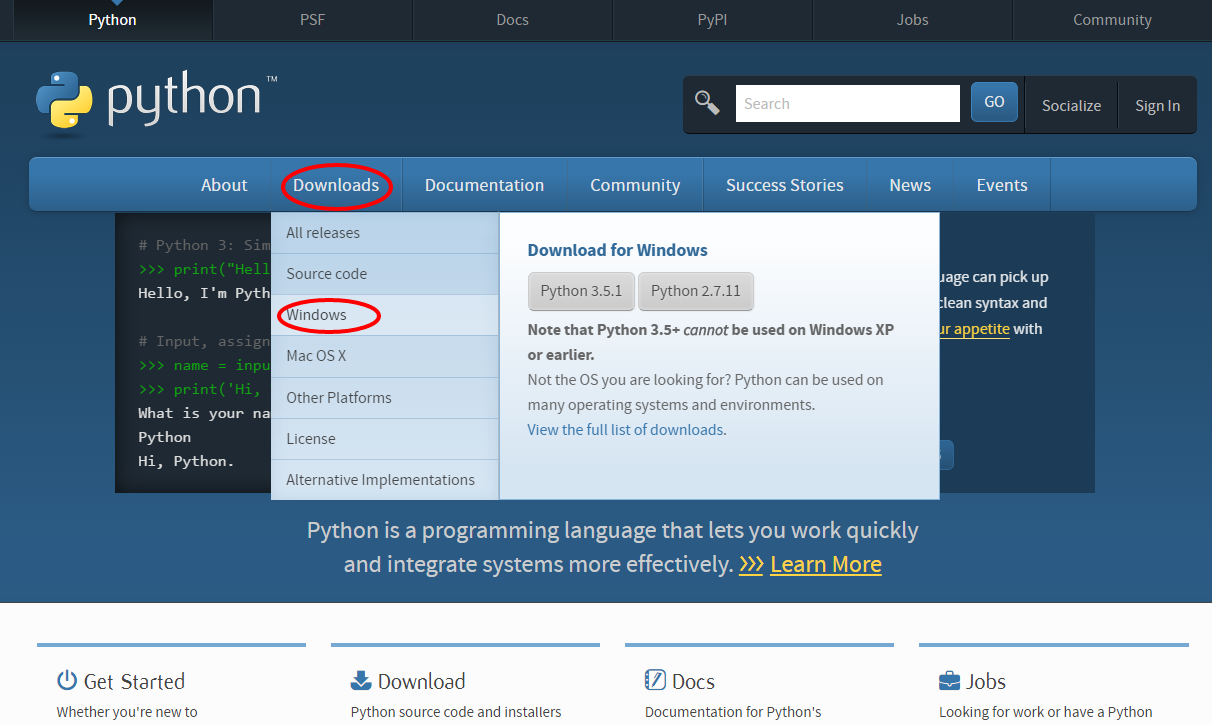 Python PSF Docs PyPI Jobs Community
python™
Search GO Socialize Sign In
About Downloads Documentation Community Success Stories News Events
# Python 3: Sim
>>> print("Hell
Hello, I'm Pyth
# Input, assign
>>> name = inpu
>>> print('Hi,
What is your na
Python
Hi, Python.
All releases
Source code
Windows
Mac OS X
Other Platforms
License
Alternative Implementations
Download for Windows
Python 3.5.1 Python 2.7.11
Note that Python 3.5+ cannot be used on Windows XP
or earlier.
Not the OS you are looking for? Python can be used on
many operating systems and environments.
View the full list of downloads.
uage can pick up
clean syntax and
ur appetite with
Python is a programming language that lets you work quickly
and integrate systems more effectively. >>> Learn More
Get Started
Whether you're new to
Download
Python source code and installers
Docs
Documentation for Python's
Jobs
Looking for work or have a Python